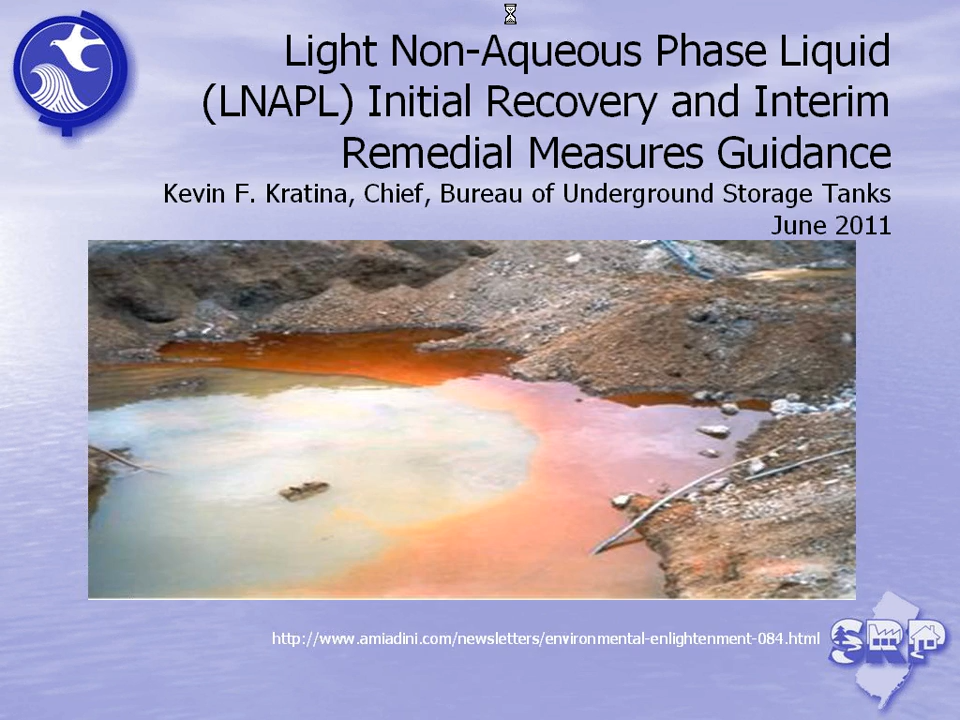 Light Non-Aqueous Phase Liquid
(LNAPL) Initial Recovery and Interim
Remedial Measures Guidance
Kevin F. Kratina, Chief, Bureau of Underground Storage Tanks
June 2011
http://www.amiadini.com/newsletters/environmental-enlightenment-084.html
SRP